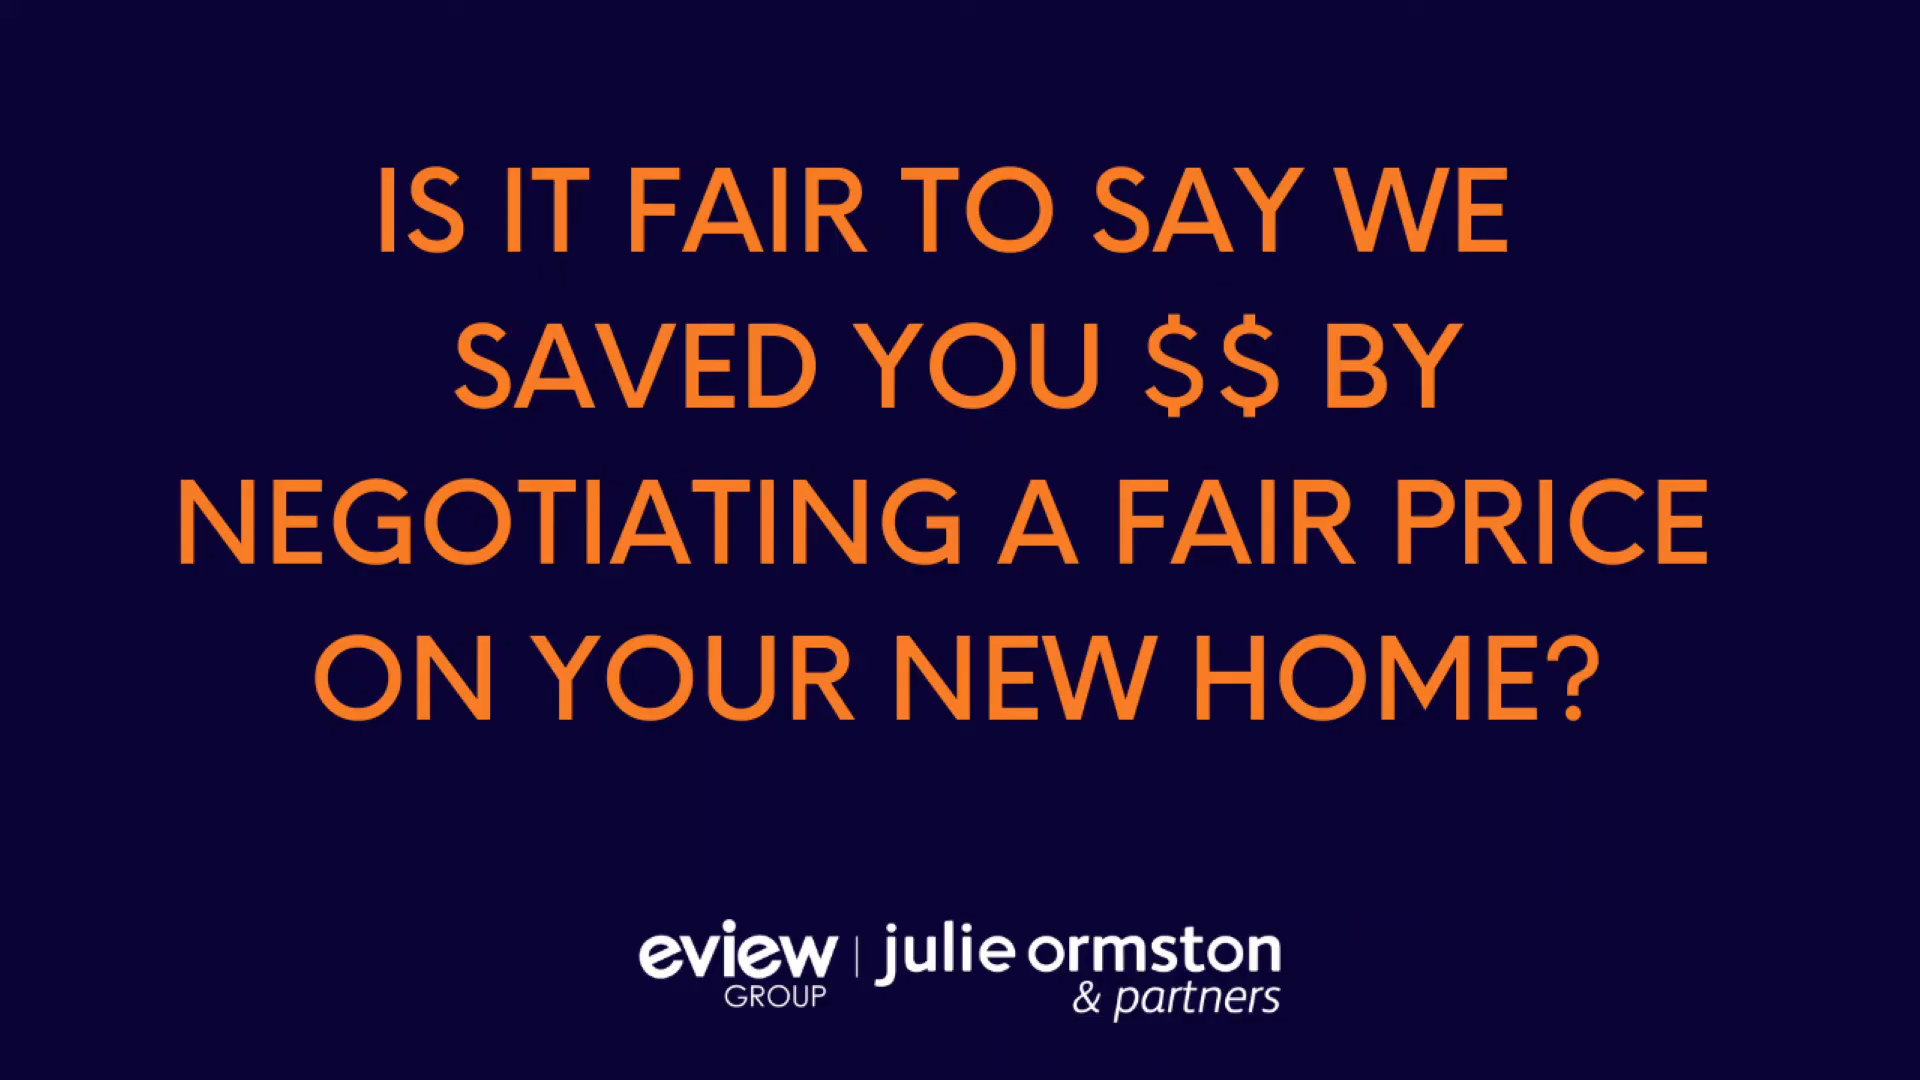 IS IT FAIR TO SAY WE
SAVED YOU $$ BY
NEGOTIATING A FAIR PRICE
ON YOUR NEW HOME?
eview | julie ormston
GROUP & partners